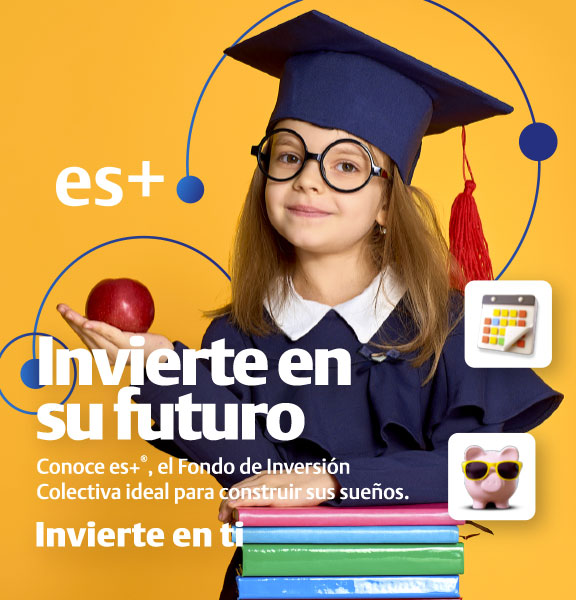 es+
Invierte en
su futuro
Conoce es+®, el Fondo de Inversión
Colectiva ideal para construir sus sueños.
Invierte en ti